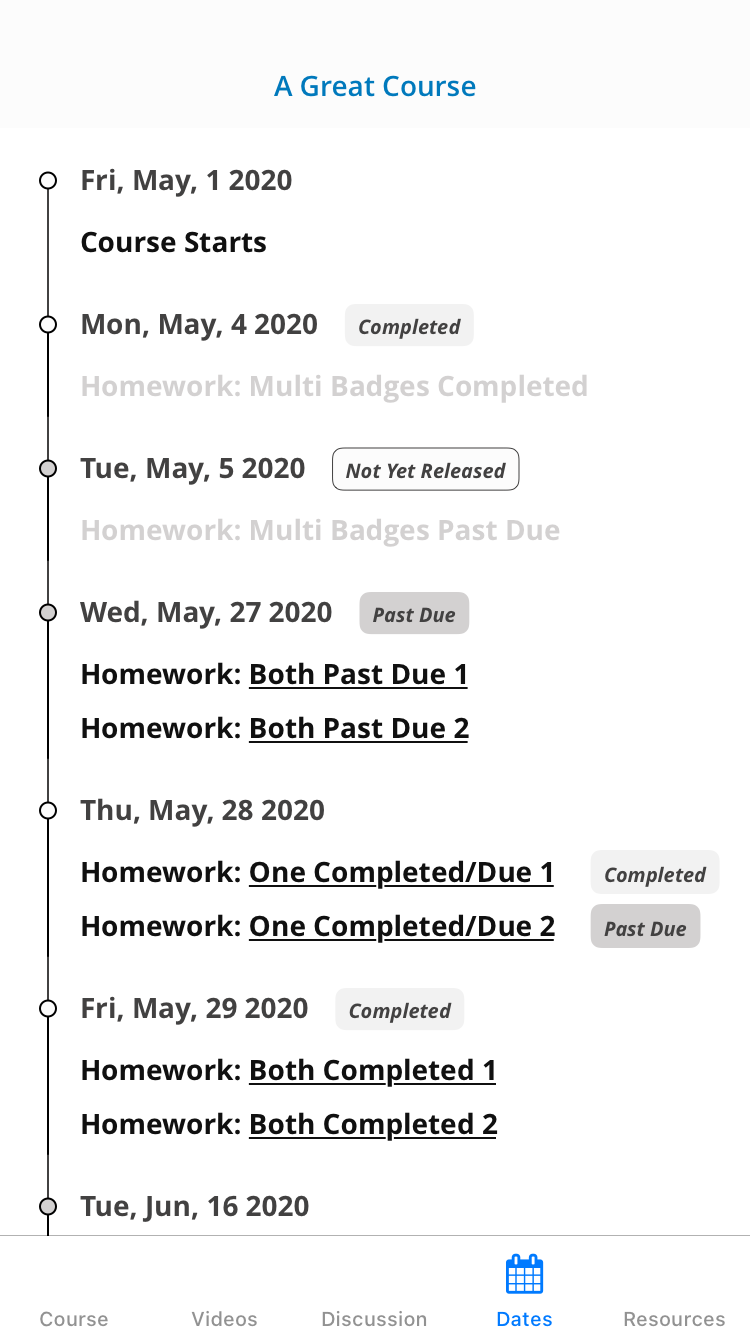 A Great Course
Fri, May, 1 2020
Course Starts
Mon, May, 4 2020 Completed
Homework: Multi Badges Completed
Tue, May, 5 2020 Not Yet Released
Homework: Multi Badges Past Due
Wed, May, 27 2020 Past Due
Homework: Both Past Due 1
Homework: Both Past Due 2
Thu, May, 28 2020
Homework: One Completed/Due 1 Completed
Homework: One Completed/Due 2 Past Due
Fri, May, 29 2020 Completed
Homework: Both Completed 1
Homework: Both Completed 2
Tue, Jun, 16 2020
Course Videos Discussion Dates Resources